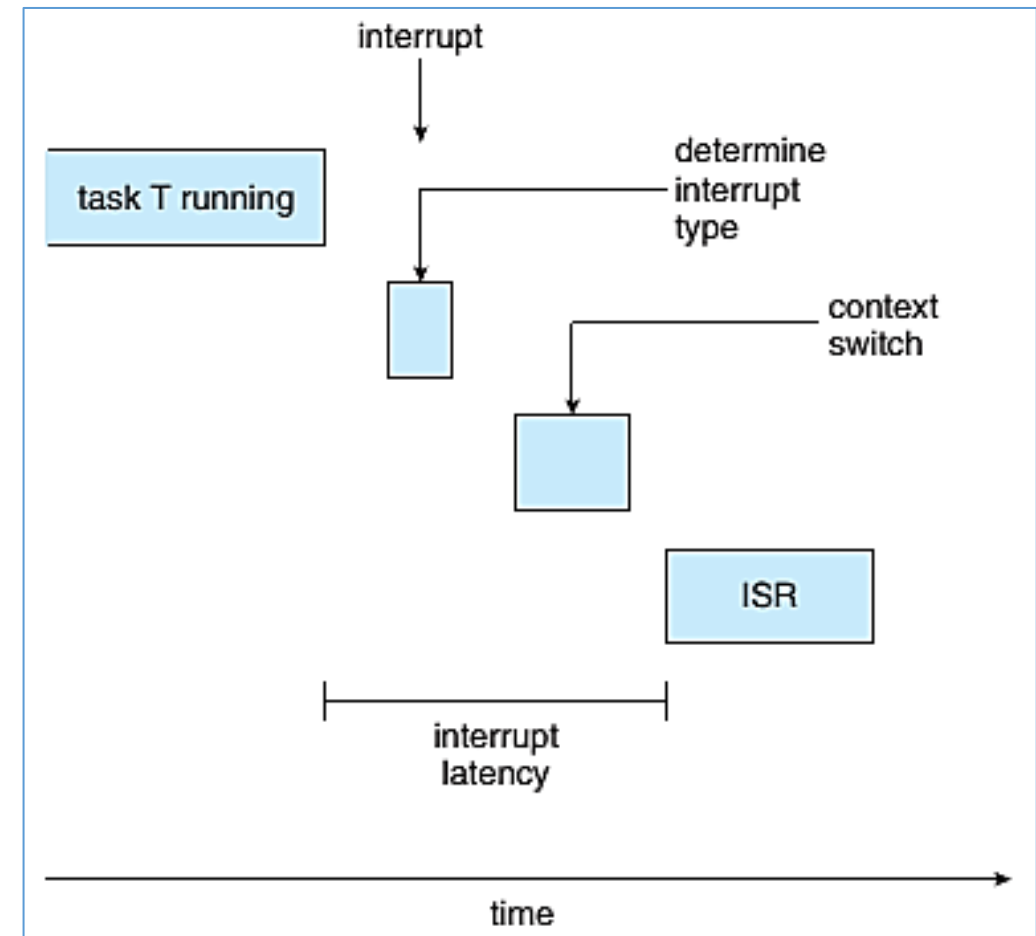 interrupt
task T running
determine
interrupt
type
context
switch
ISR
interrupt
latency
time